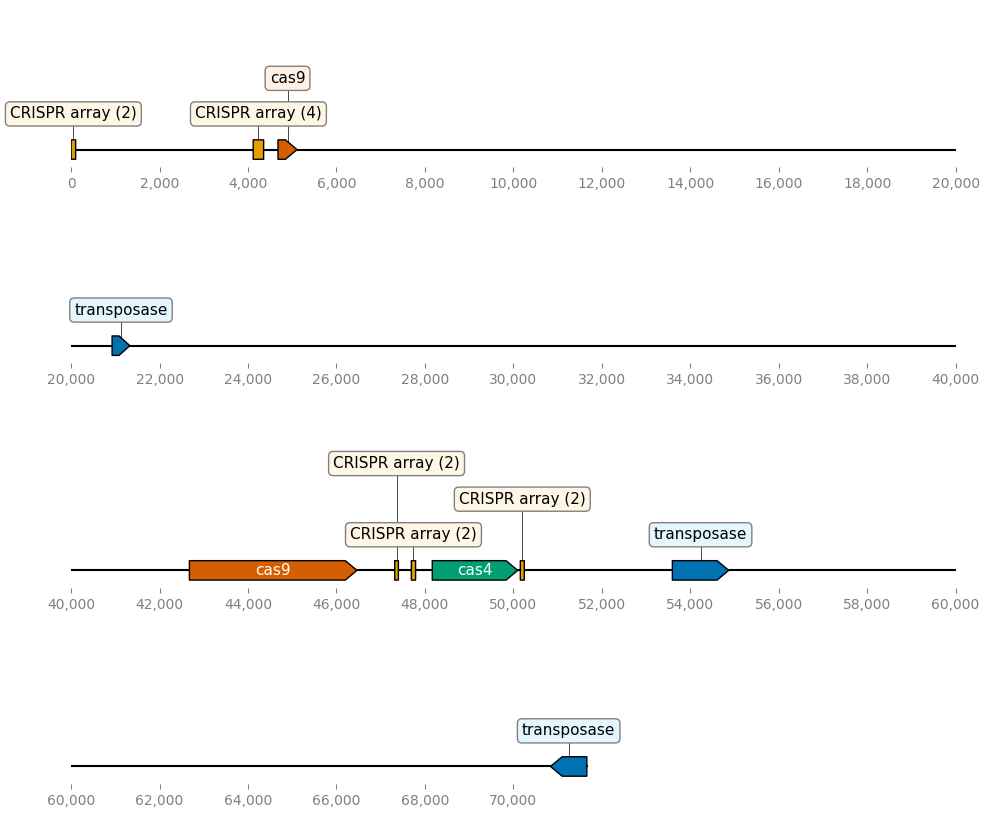 cas9
CRISPR array (2) CRISPR array (4)
0 2,000 4,000 6,000 8,000 10,000 12,000 14,000 16,000 18,000 20,000
transposase
20,000 22,000 24,000 26,000 28,000 30,000 32,000 34,000 36,000 38,000 40,000
CRISPR array (2)
CRISPR array (2)
CRISPR array (2) transposase
cas9 cas4
40,000 42,000 44,000 46,000 48,000 50,000 52,000 54,000 56,000 58,000 60,000
transposase
60,000 62,000 64,000 66,000 68,000 70,000